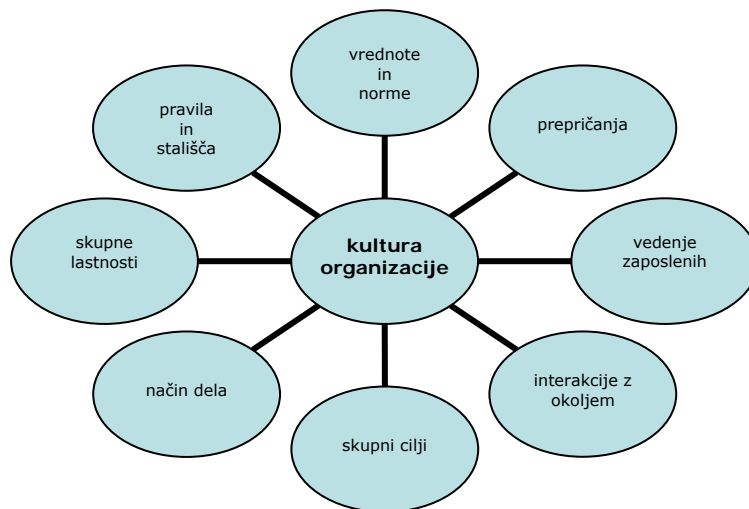 vrednote
in
norme
pravila
in
stališča
prepričanja
skupne
lastnosti
kultura
organizacije
vedenje
zaposlenih
način dela
interakcije z
okoljem
skupni cilji